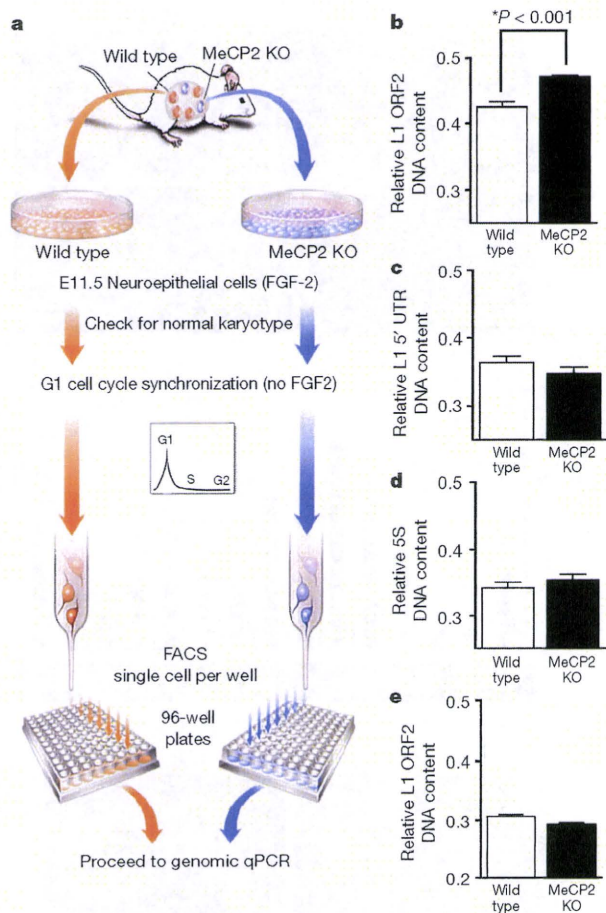 a
Wild type
MeCP2 KO
Wild type
MeCP2 KO
E11.5 Neuroepithelial cells (FGF-2)
Check for normal karyotype
G1 cell cycle synchronization (no FGF2)
G1
S
G2
FACS
single cell per well
96-well
plates
Proceed to genomic qPCR
b
*P < 0.001
Relative L1 ORF2
DNA content
0.5
0.4
0.3
Wild
type
MeCP2
KO
c
Relative L1 5′ UTR
DNA content
0.5
0.4
0.3
Wild
type
MeCP2
KO
d
Relative 5S
DNA content
0.5
0.4
0.3
Wild
type
MeCP2
KO
e
Relative L1 ORF2
DNA content
0.5
0.4
0.3
0.2
Wild
type
MeCP2
KO